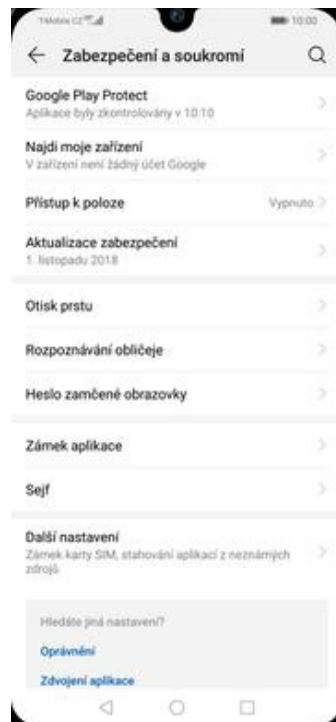 T-Mobile CZ
10:00
Zabezpečení a soukromí
Google Play Protect
Aplikace byly zkontrolovány v 10:10
Najdi moje zařízení
V zařízení není žádný účet Google
Přístup k poloze
Vypnuto
Aktualizace zabezpečení
1. listopadu 2018
Otisk prstu
Rozpoznávání obličeje
Heslo zamčené obrazovky
Zámek aplikace
Sejf
Další nastavení
Zámek karty SIM, stahování aplikací z neznámých
zdrojů
Hledáte jiná nastavení?
Oprávnění
Zdvojení aplikace